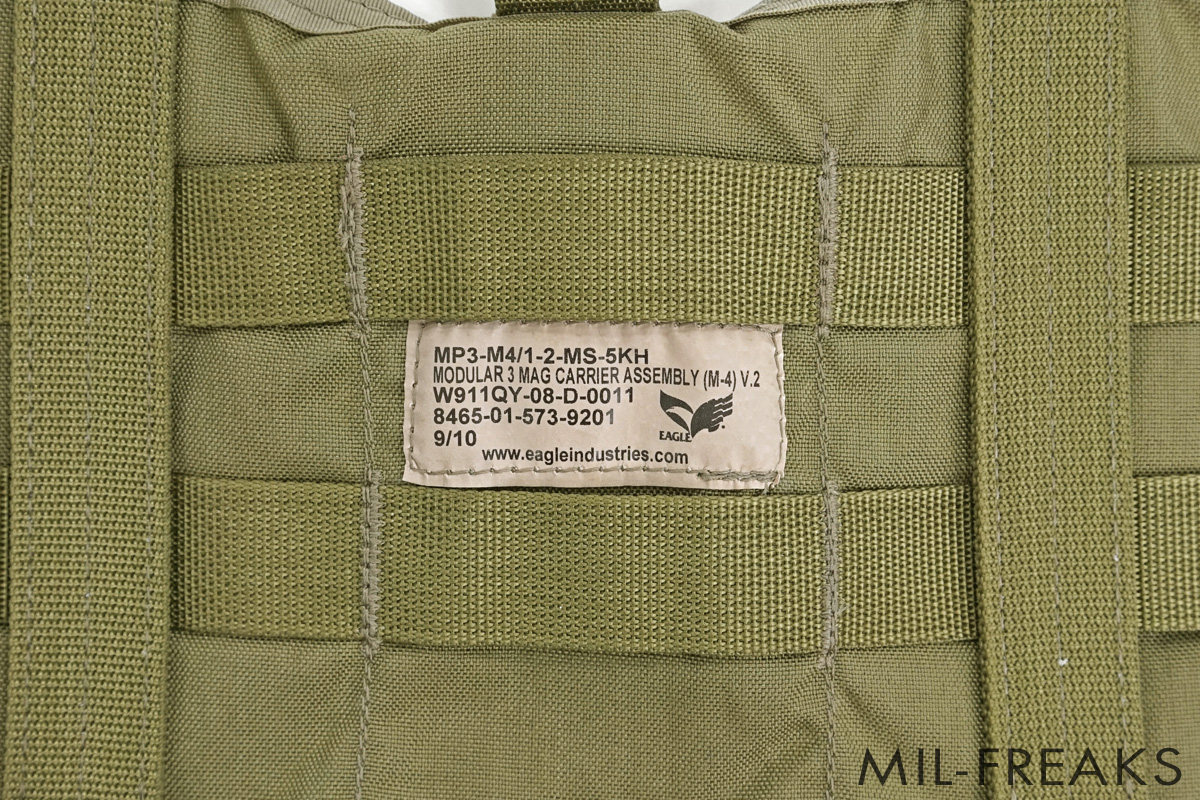 MP3-M4/1-2-MS-5KH
MODULAR 3 MAG CARRIER ASSEMBLY (M-4) V.2
W911QY-08-D-0011
8465-01-573-9201
9/10
EAGLE
www.eagleindustries.com
MIL-FREAKS